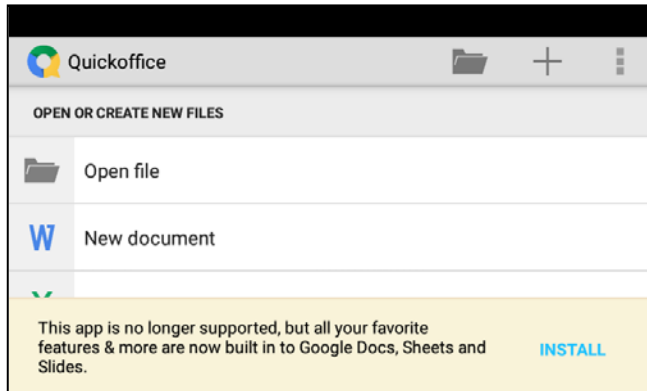 Quickoffice
OPEN OR CREATE NEW FILES
Open file
W New document
This app is no longer supported, but all your favorite
features & more are now built in to Google Docs, Sheets and
Slides.
INSTALL